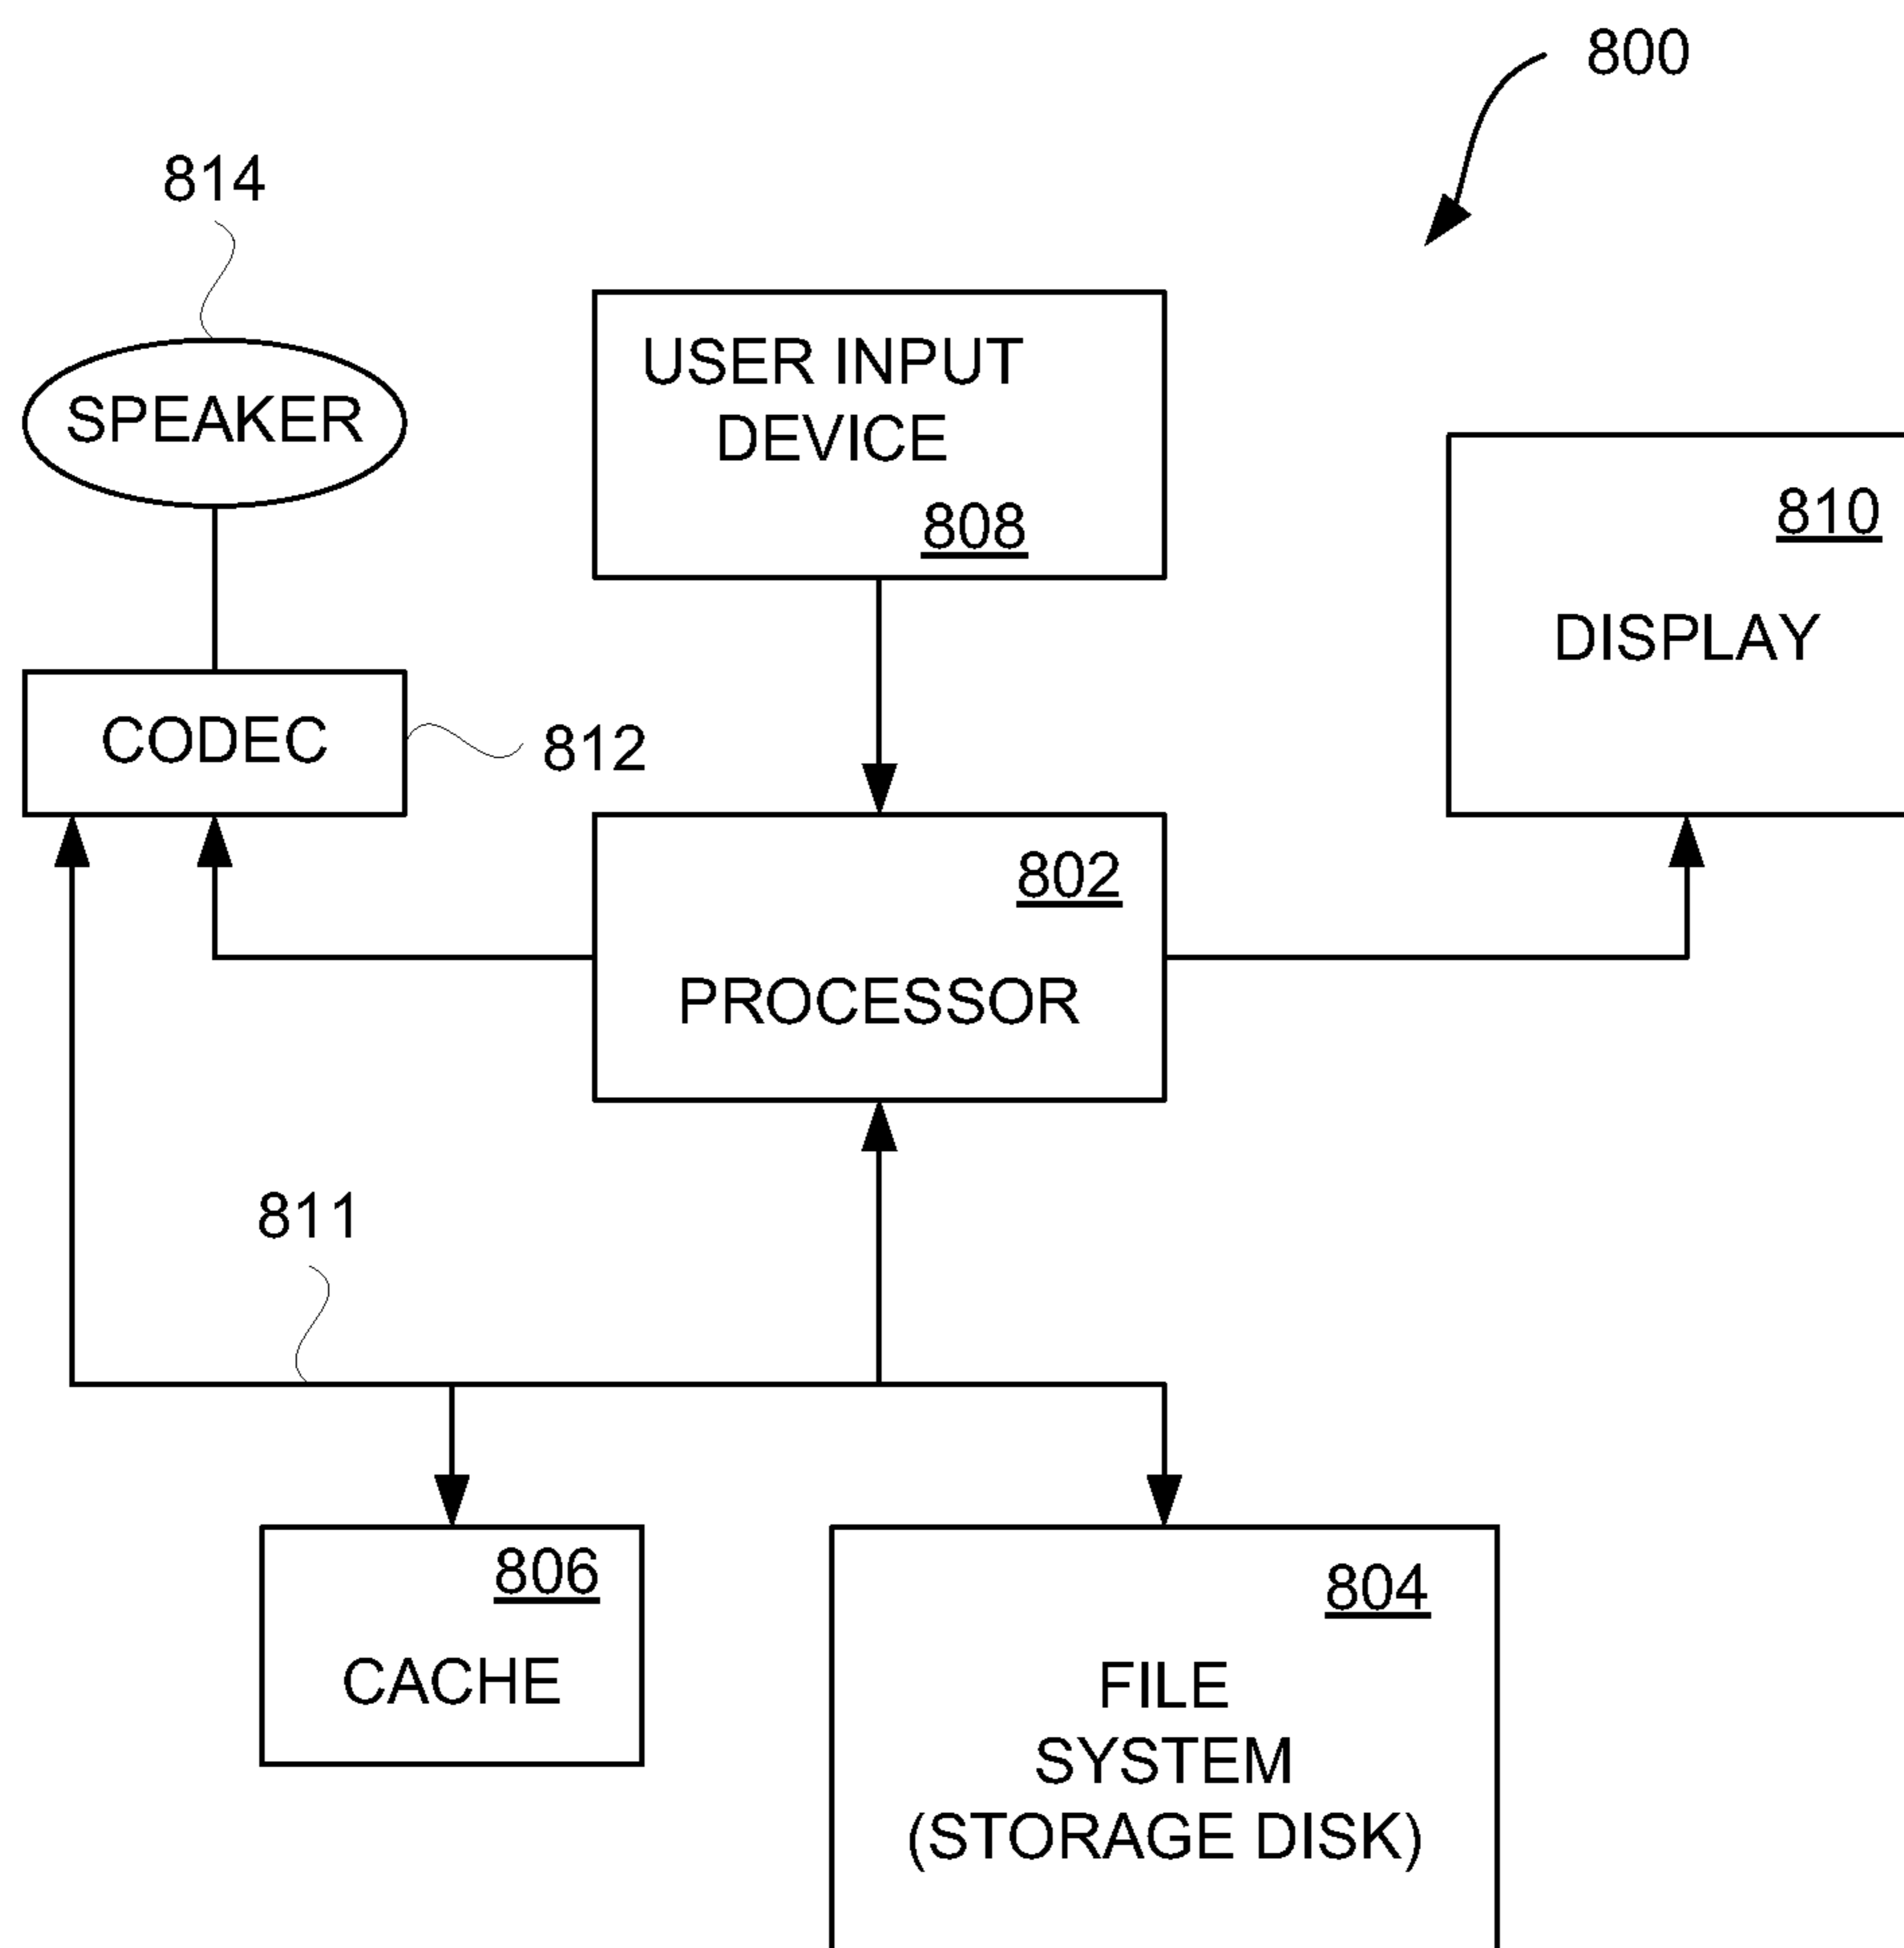 800
814
SPEAKER
USER INPUT
DEVICE
808
810
DISPLAY
CODEC
812
802
PROCESSOR
811
806
CACHE
804
FILE
SYSTEM
(STORAGE DISK)